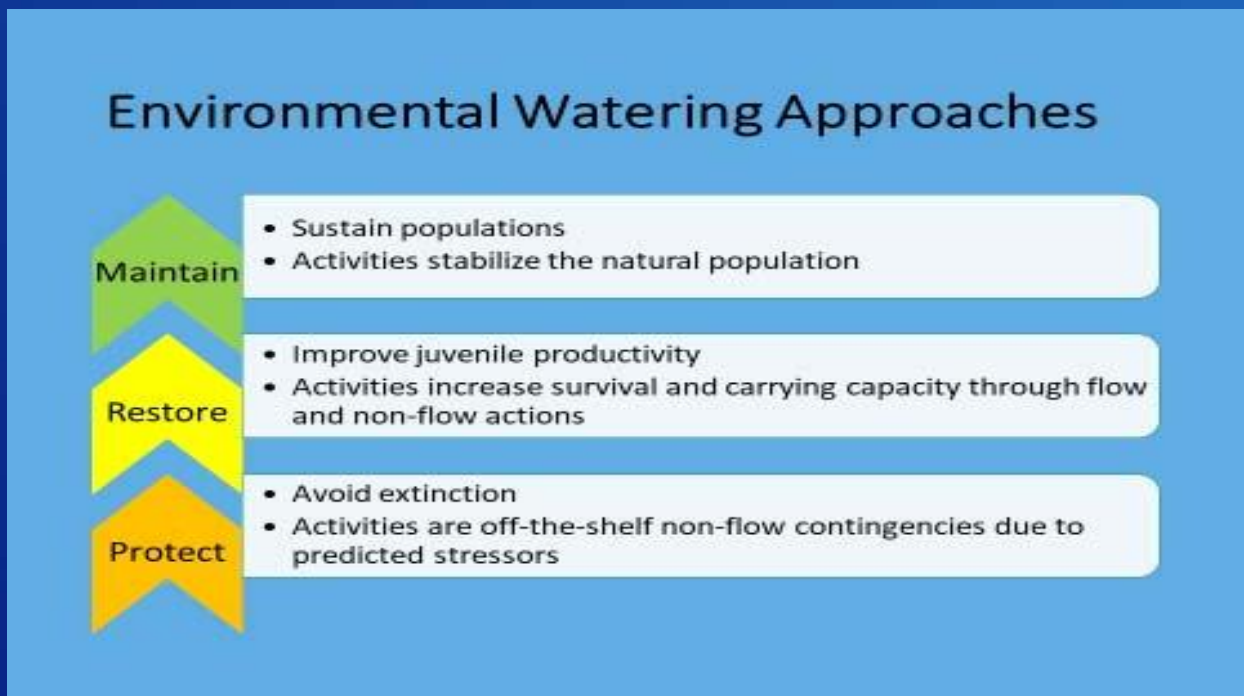 Environmental Watering Approaches
Maintain
• Sustain populations
• Activities stabilize the natural population
Restore
• Improve juvenile productivity
• Activities increase survival and carrying capacity through flow
and non-flow actions
Protect
• Avoid extinction
• Activities are off-the-shelf non-flow contingencies due to
predicted stressors